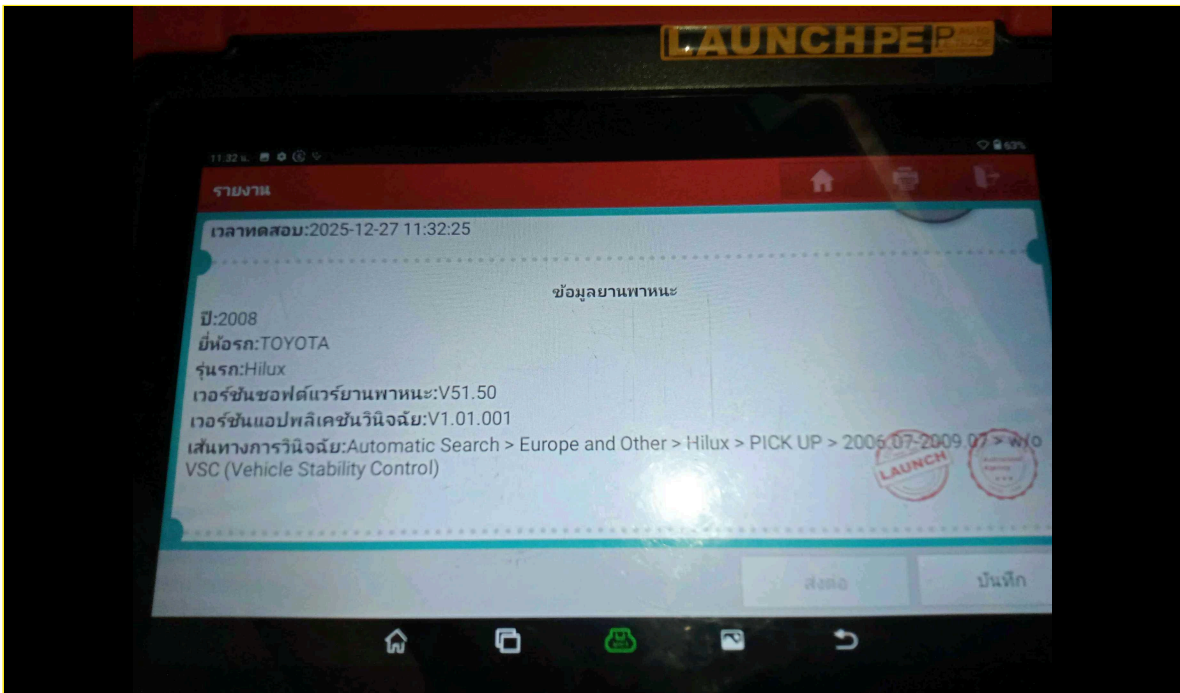 LAUNCH PEP
11:32 น.
63%
รายงาน
เวลาทดสอบ:2025-12-27 11:32:25
ข้อมูลยานพาหนะ
ปี:2008
ยี่ห้อรถ:TOYOTA
รุ่นรถ:Hilux
เวอร์ชันซอฟต์แวร์ยานพาหนะ:V51.50
เวอร์ชันแอปพลิเคชันวินิจฉัย:V1.01.001
เส้นทางการวินิจฉัย:Automatic Search > Europe and Other > Hilux > PICK UP > 2006.07-2009.07 > w/o
VSC (Vehicle Stability Control)
LAUNCH
ส่งต่อ
บันทึก